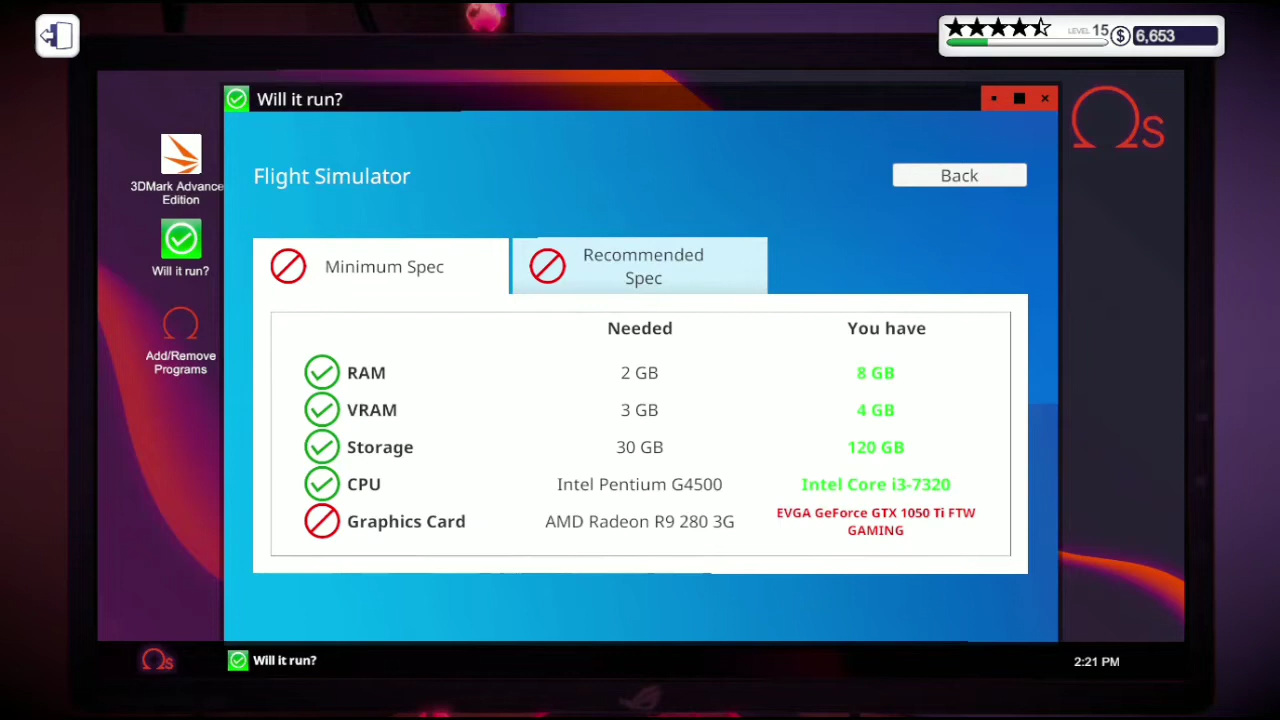 LEVEL 15
$ 6,653
Will it run?
Ωs
3DMark Advance
Edition
Will it run?
Add/Remove
Programs
Flight Simulator
Back
Minimum Spec
Recommended
Spec
Needed You have
RAM 2 GB 8 GB
VRAM 3 GB 4 GB
Storage 30 GB 120 GB
CPU Intel Pentium G4500 Intel Core i3-7320
Graphics Card AMD Radeon R9 280 3G EVGA GeForce GTX 1050 Ti FTW
GAMING
Ωs Will it run? 2:21 PM